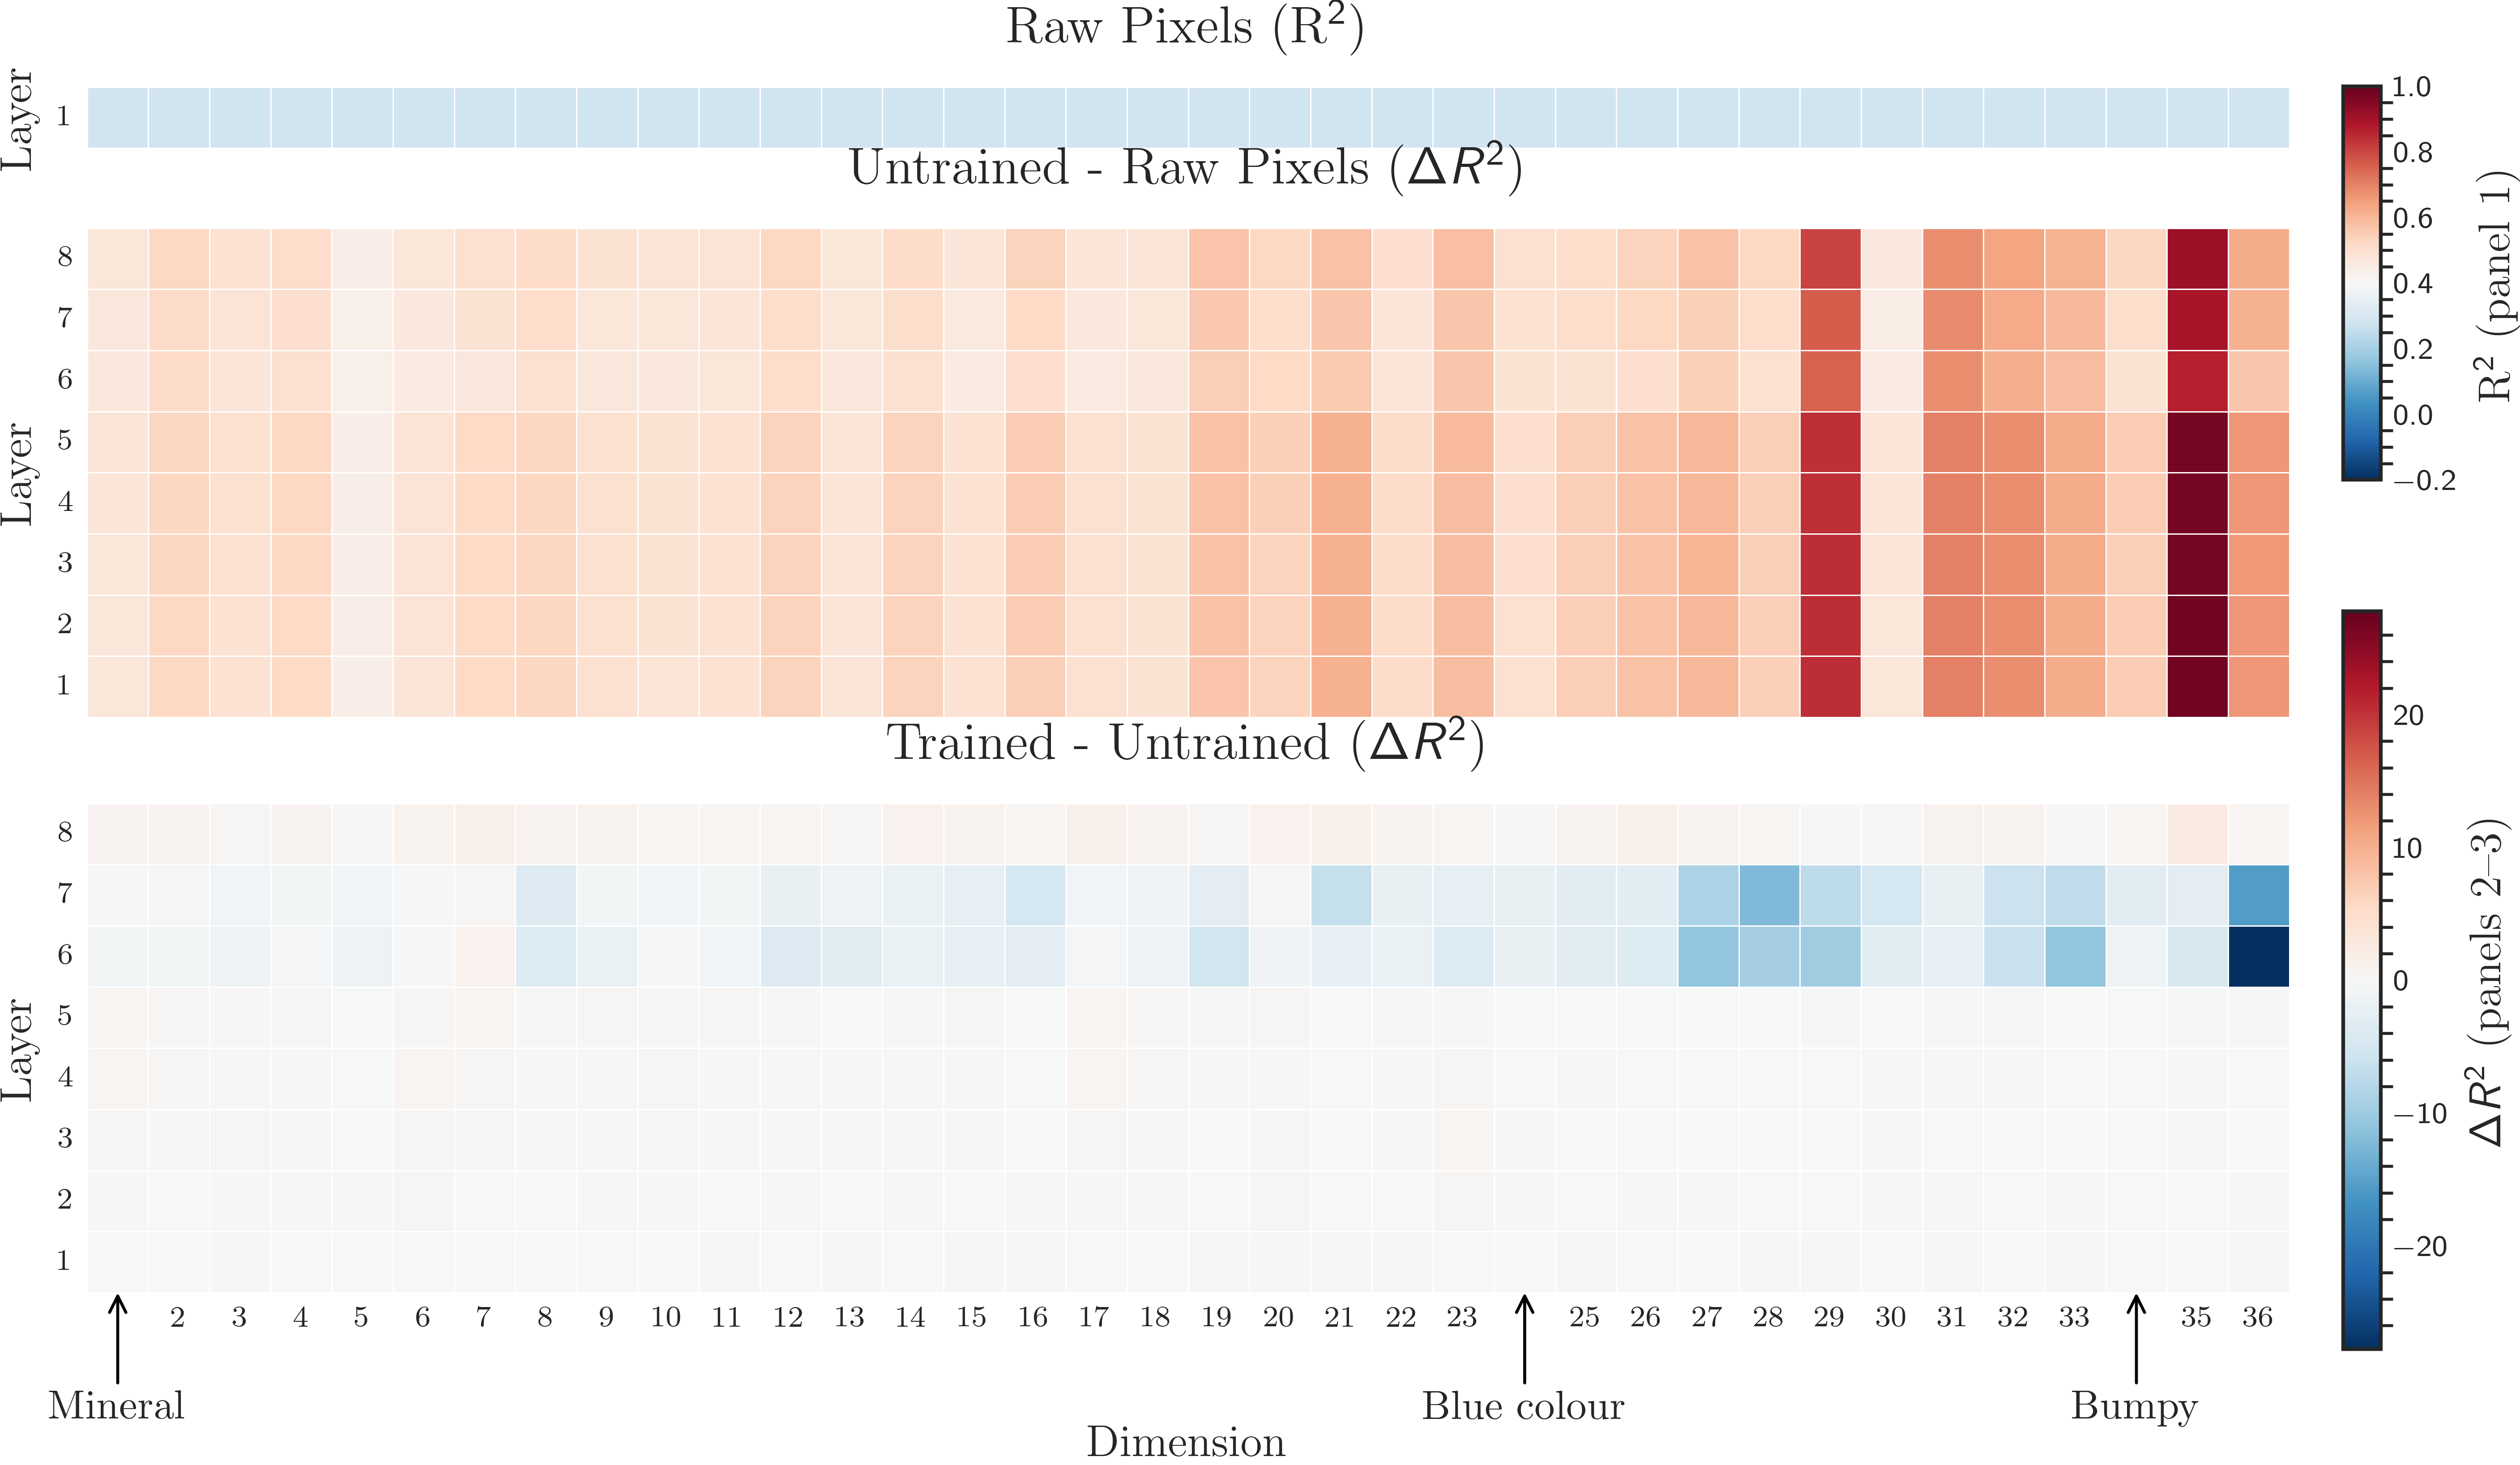 Raw Pixels (R²)
Layer
1
Untrained - Raw Pixels (ΔR²)
Layer
8
7
6
5
4
3
2
1
Trained - Untrained (ΔR²)
Layer
8
7
6
5
4
3
2
1
2 3 4 5 6 7 8 9 10 11 12 13 14 15 16 17 18 19 20 21 22 23 25 26 27 28 29 30 31 32 33 35 36
Mineral Blue colour Bumpy
Dimension
1.0
0.8
0.6
0.4
0.2
0.0
−0.2
R² (panel 1)
20
10
0
−10
−20
ΔR² (panels 2–3)